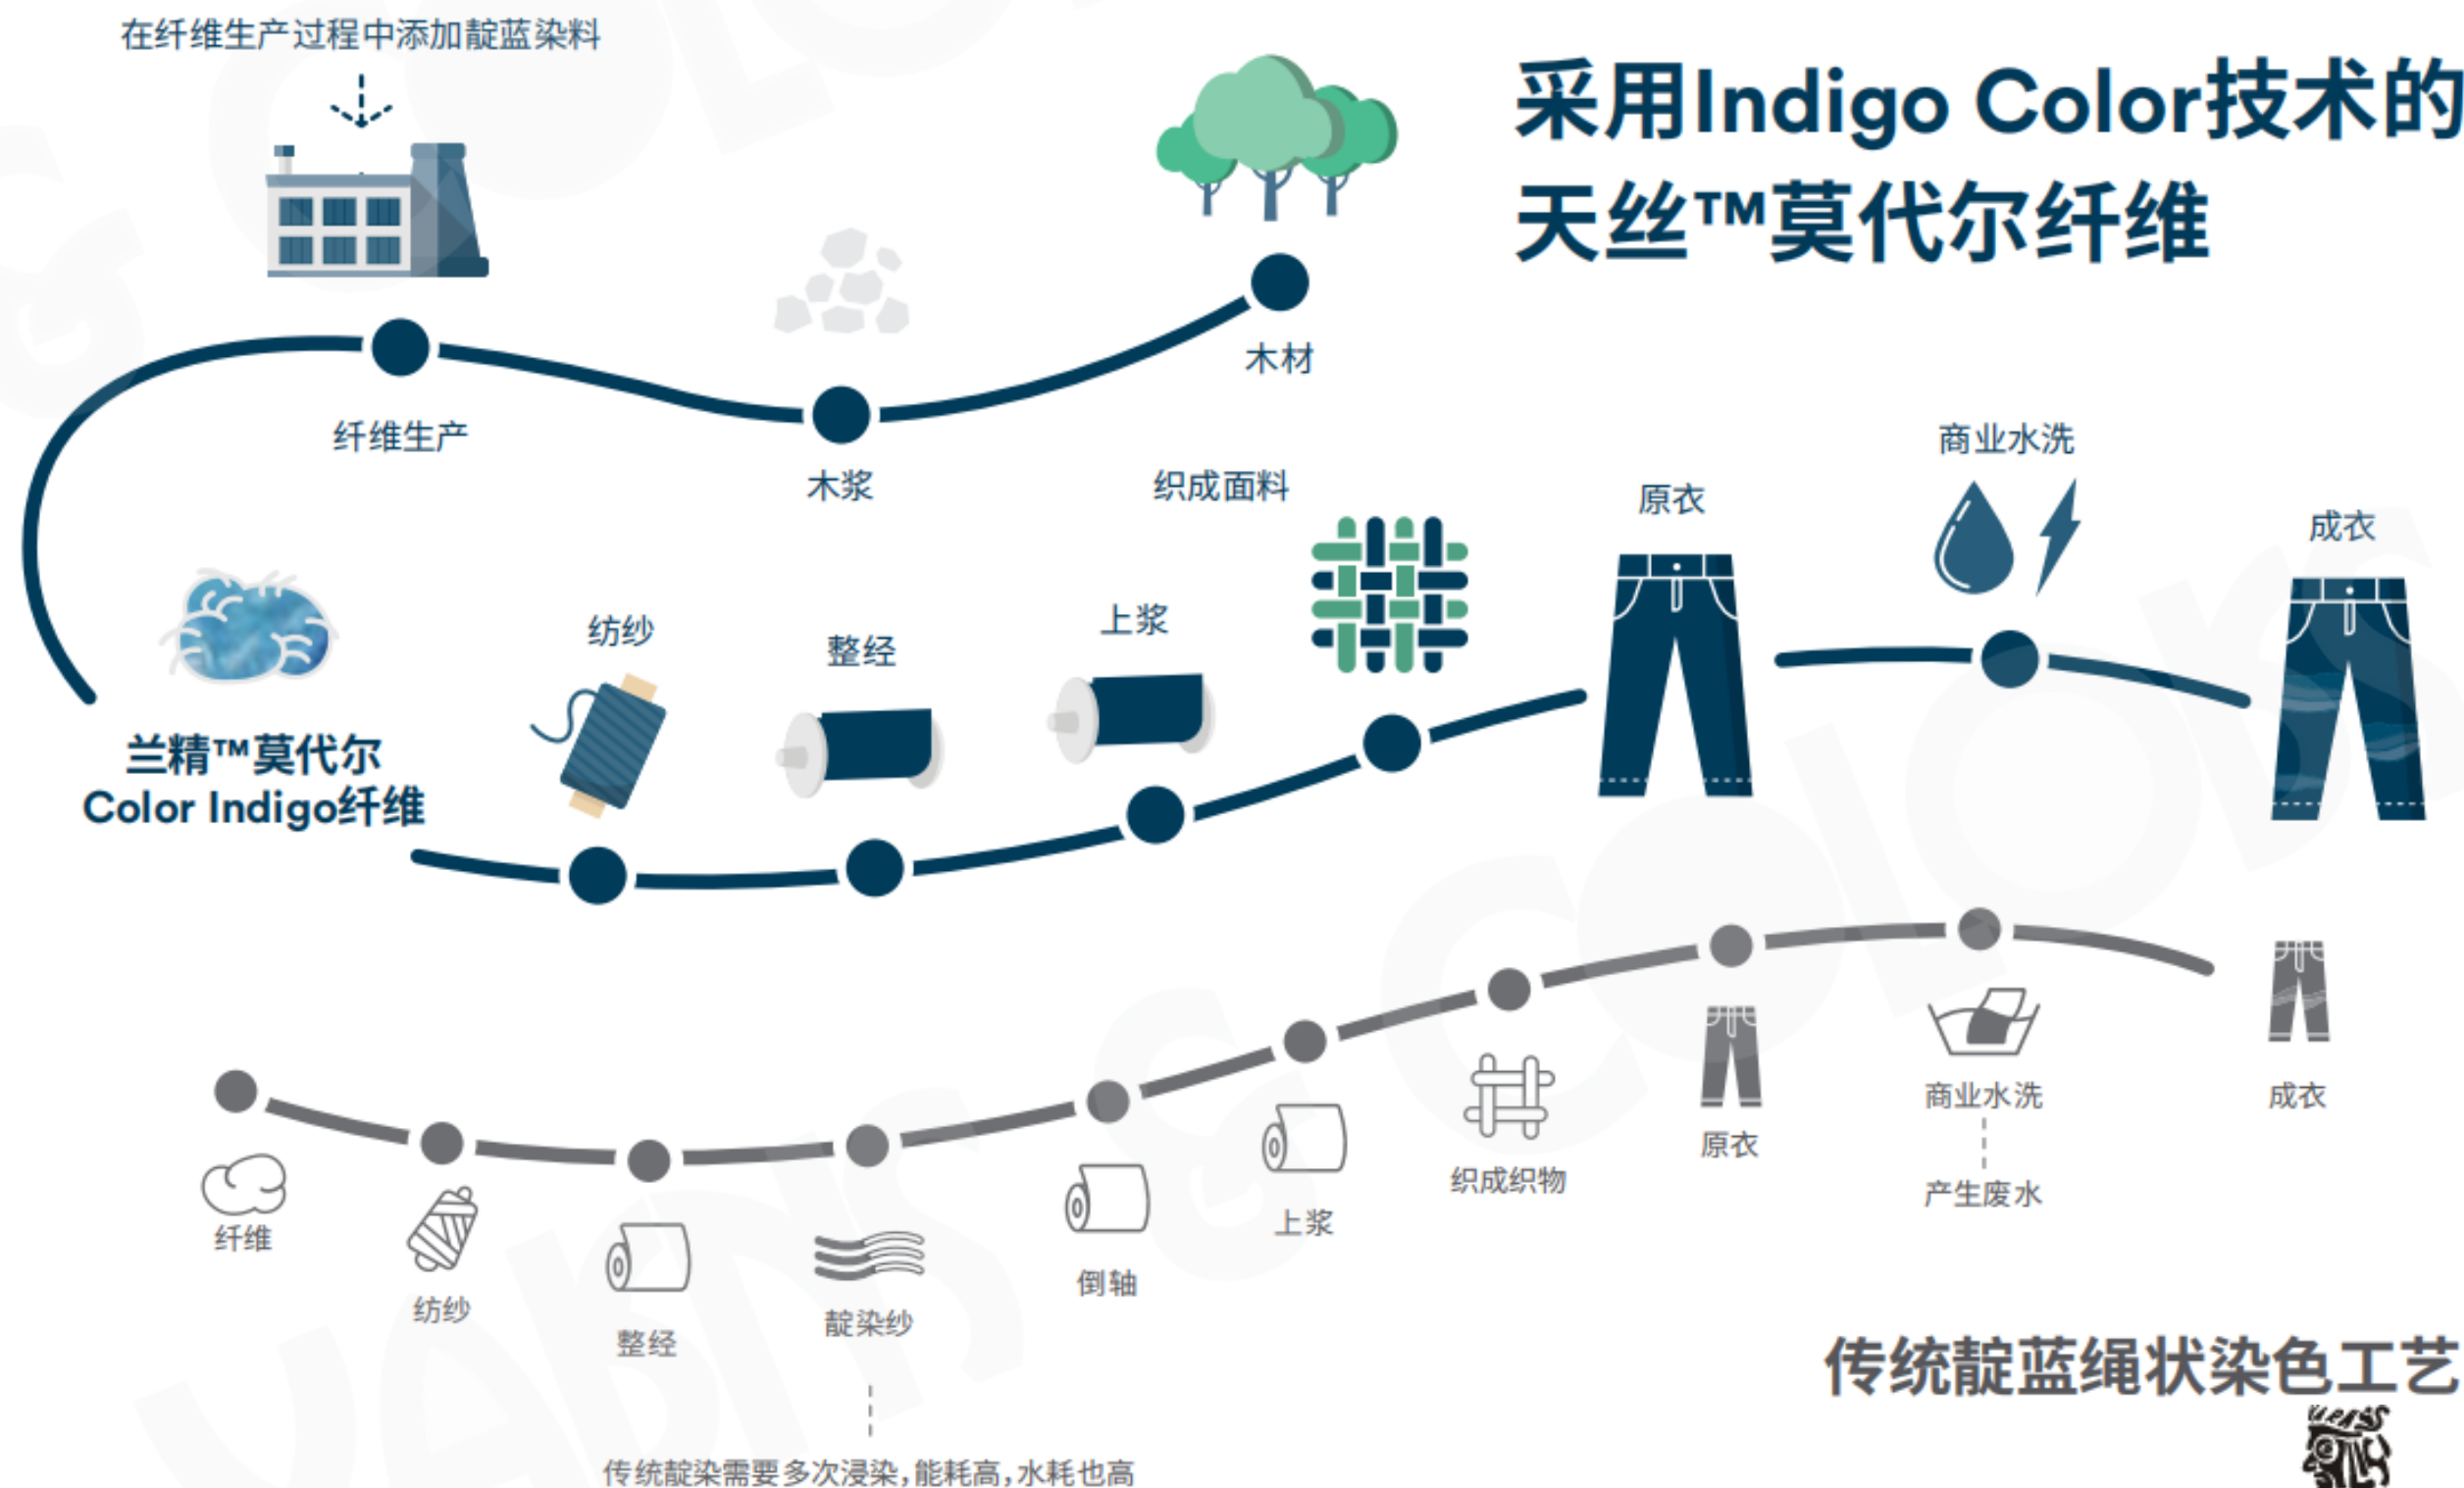 在纤维生产过程中添加靛蓝染料
采用Indigo Color技术的
天丝™莫代尔纤维
木材
纤维生产
木浆
兰精™莫代尔
Color Indigo纤维
纺纱
整经
上浆
织成面料
原衣
商业水洗
成衣
纤维
纺纱
整经
靛染纱
倒轴
上浆
织成织物
原衣
商业水洗
产生废水
成衣
传统靛染需要多次浸染,能耗高,水耗也高
传统靛蓝绳状染色工艺
YARNS & COLORS